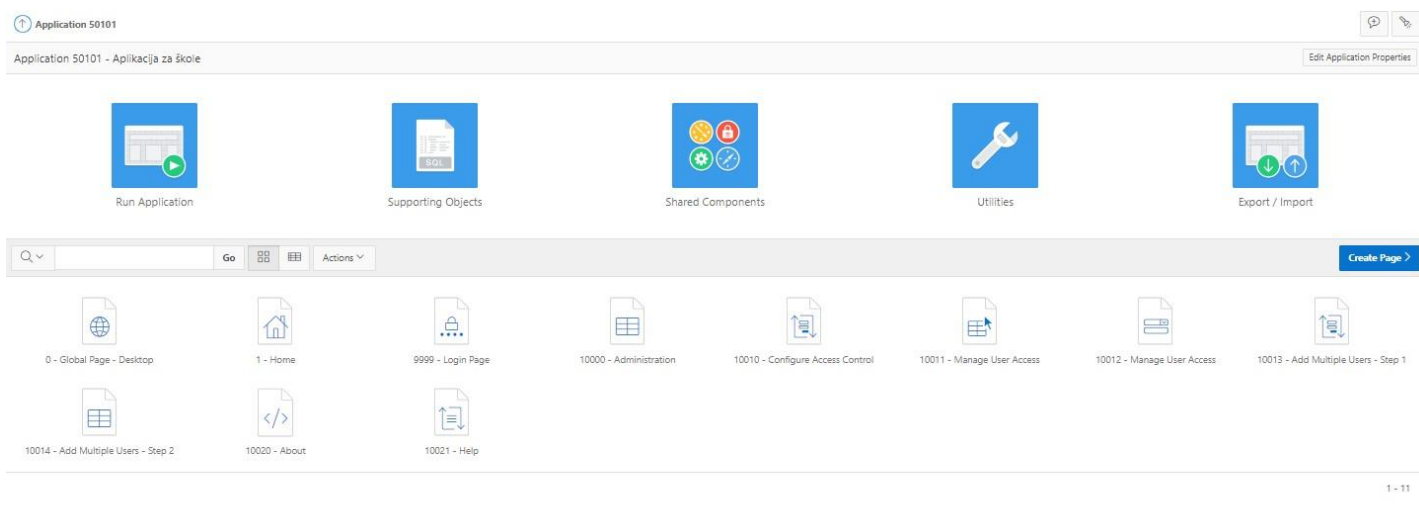 Application 50101
Application 50101 - Aplikacija za škole
Edit Application Properties
SQL
Run Application
Supporting Objects
Shared Components
Utilities
Export / Import
Go
Actions
Create Page
0 - Global Page - Desktop
1 - Home
9999 - Login Page
10000 - Administration
10010 - Configure Access Control
10011 - Manage User Access
10012 - Manage User Access
10013 - Add Multiple Users - Step 1
10014 - Add Multiple Users - Step 2
10020 - About
10021 - Help
1 - 11